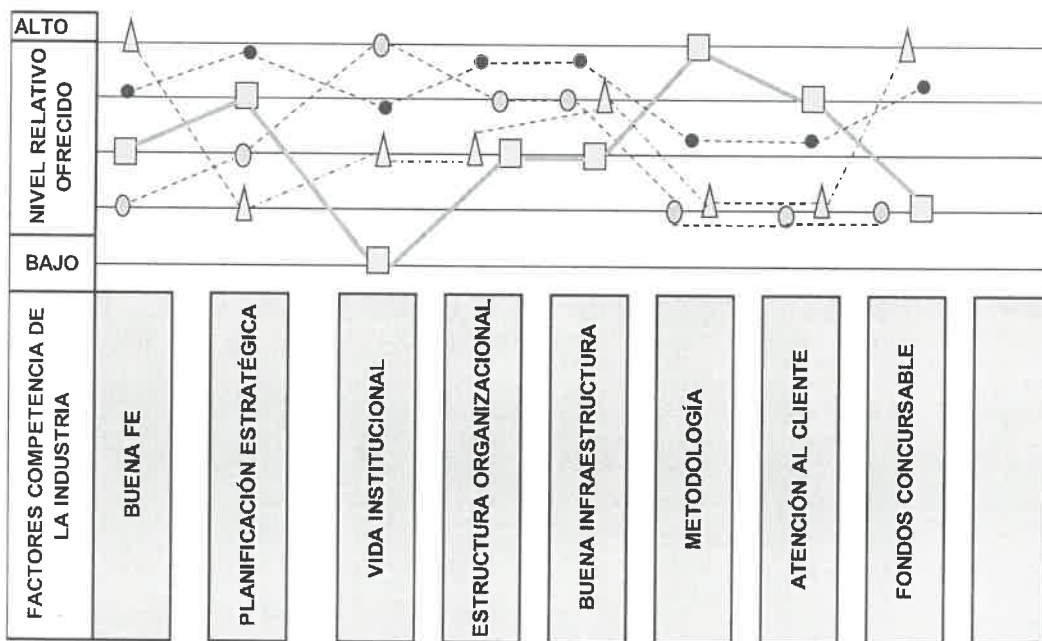 ALTO
NIVEL RELATIVO
OFRECIDO
BAJO
FACTORES COMPETENCIA DE
LA INDUSTRIA
BUENA FE
PLANIFICACIÓN ESTRATÉGICA
VIDA INSTITUCIONAL
ESTRUCTURA ORGANIZACIONAL
BUENA INFRAESTRUCTURA
METODOLOGÍA
ATENCIÓN AL CLIENTE
FONDOS CONCURSABLE